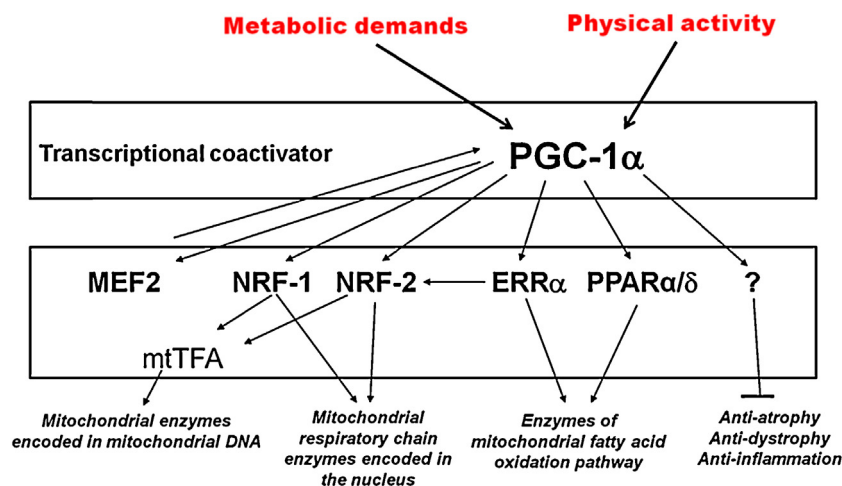 Metabolic demands
Physical activity
Transcriptional coactivator
PGC-1α
MEF2
NRF-1
NRF-2
ERRα
PPARα/δ
?
mtTFA
Mitochondrial enzymes
encoded in mitochondrial DNA
Mitochondrial
respiratory chain
enzymes encoded in
the nucleus
Enzymes of
mitochondrial fatty acid
oxidation pathway
Anti-atrophy
Anti-dystrophy
Anti-inflammation